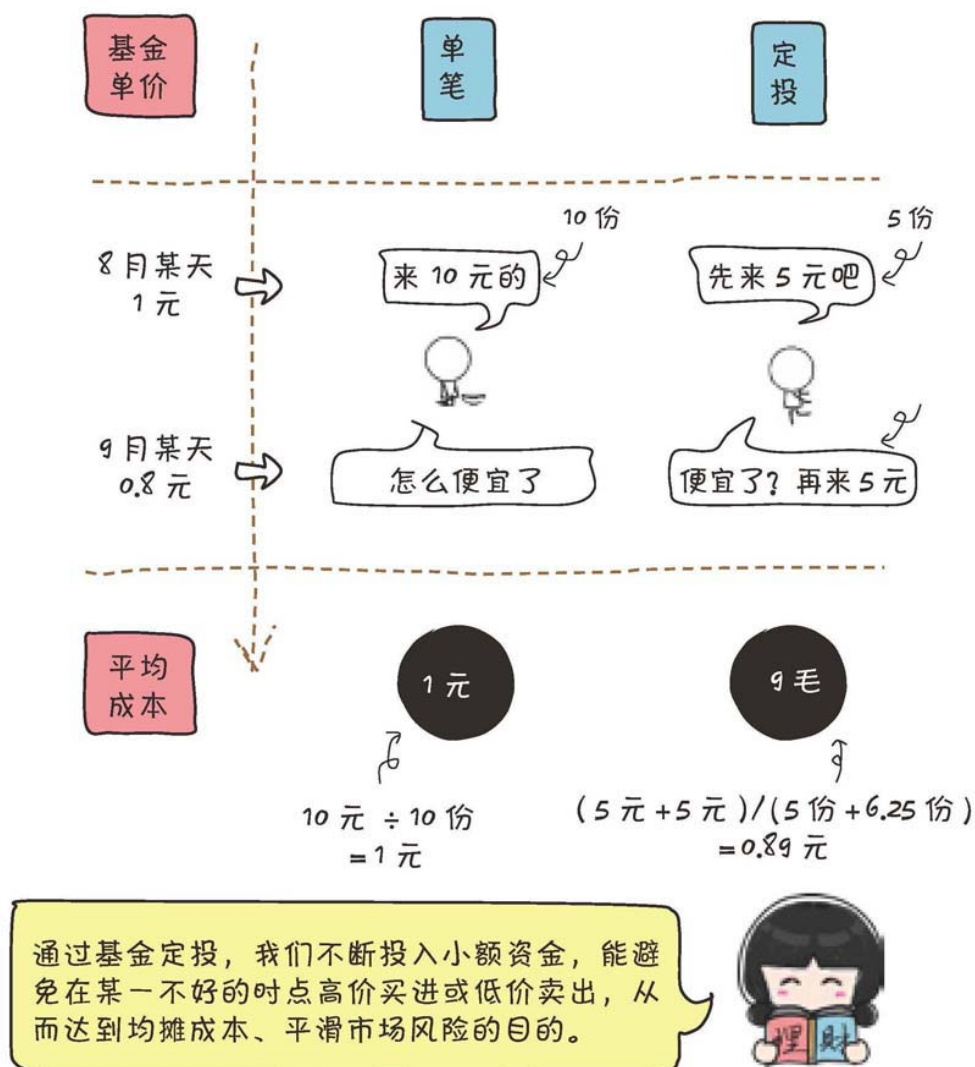 基金
单价
单
笔
定
投
8月某天
1元
来10元的
10份
先来5元吧
5份
9月某天
0.8元
怎么便宜了
便宜了？再来5元
平均
成本
1元
9毛
10元÷10份
=1元
(5元+5元)/(5份+6.25份)
=0.89元
通过基金定投，我们不断投入小额资金，能避
免在某一不好的时点高价买进或低价卖出，从
而达到均摊成本、平滑市场风险的目的。
理 财